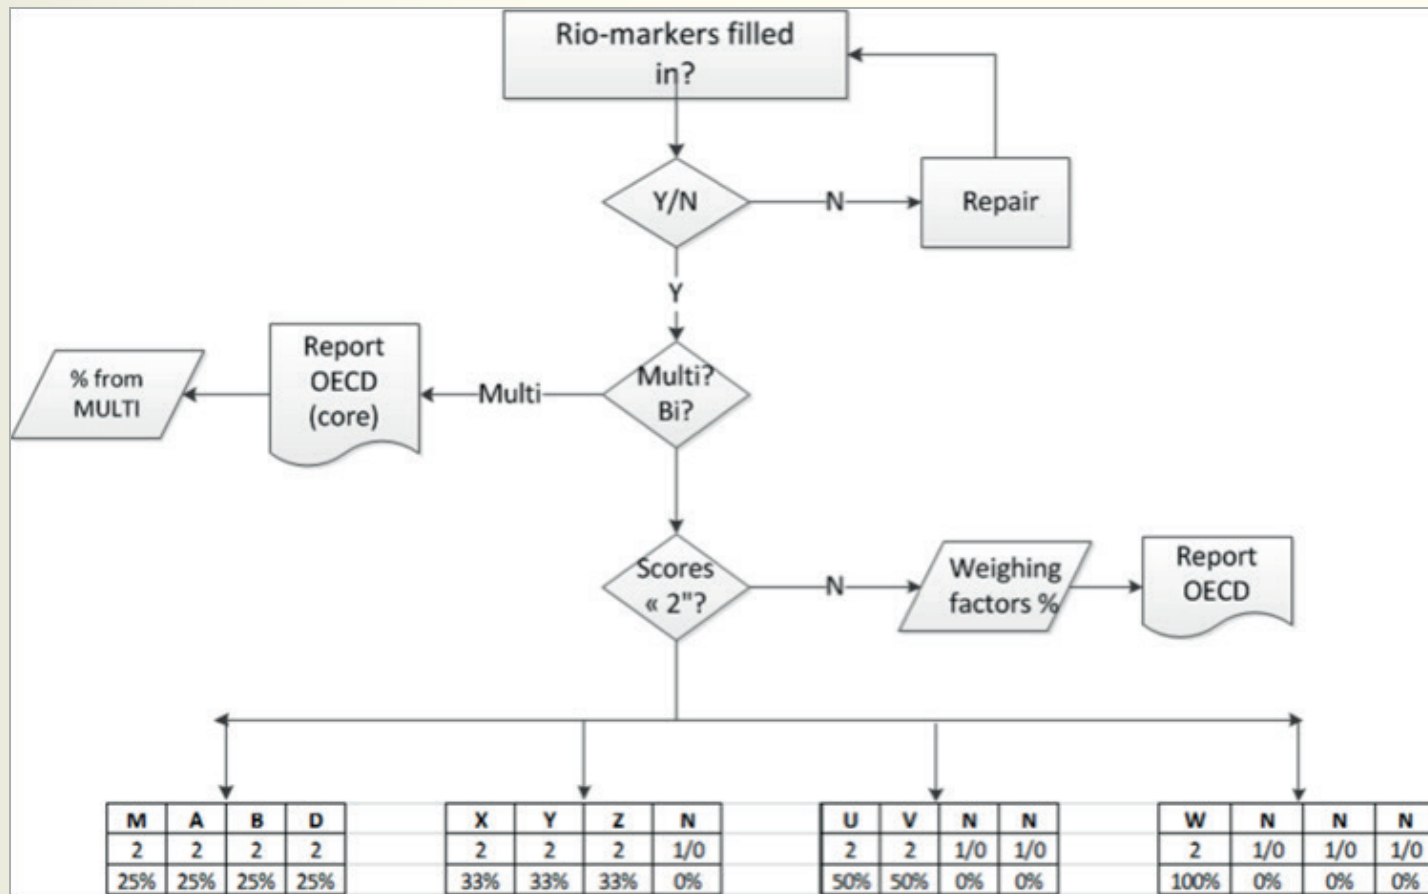 Rio-markers filled
in?
Y/N
N
Repair
Y
Multi?
Bi?
Multi
Report
OECD
(core)
% from
MULTI
Scores
« 2"?
N
Weighing
factors %
Report
OECD
M A B D
2 2 2 2
25% 25% 25% 25%
X Y Z N
2 2 2 1/0
33% 33% 33% 0%
U V N N
2 2 1/0 1/0
50% 50% 0% 0%
W N N N
2 1/0 1/0 1/0
100% 0% 0% 0%